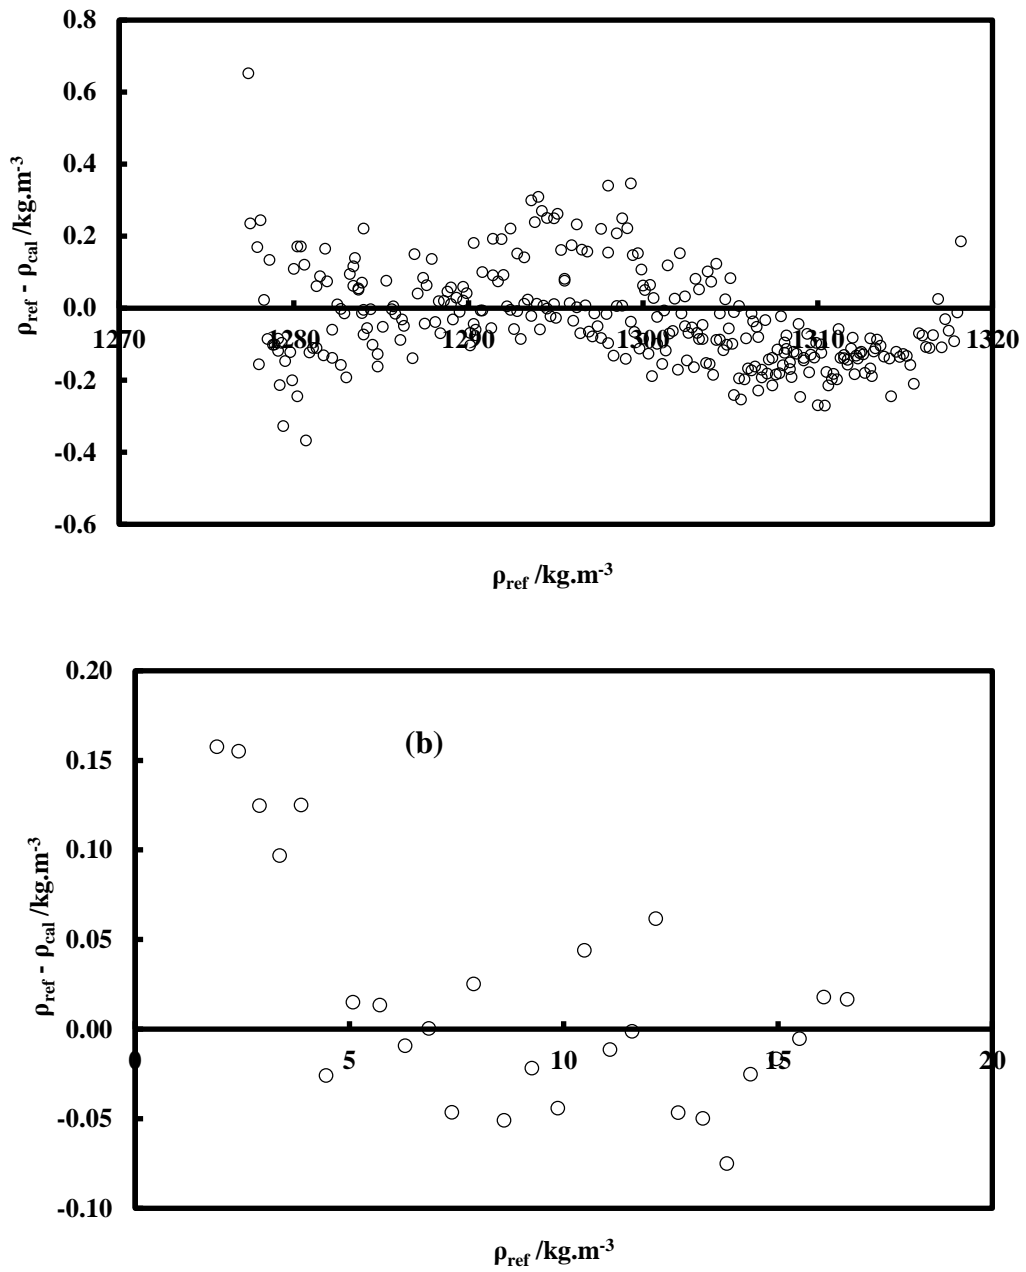 0.8
0.6
0.4
0.2
0.0
-0.2
-0.4
-0.6
1270 1280 1290 1300 1310 1320
ρref - ρcal /kg.m-3
ρref /kg.m-3
0.20
0.15
0.10
0.05
0.00
-0.05
-0.10
(b)
0 5 10 15 20
ρref - ρcal /kg.m-3
ρref /kg.m-3